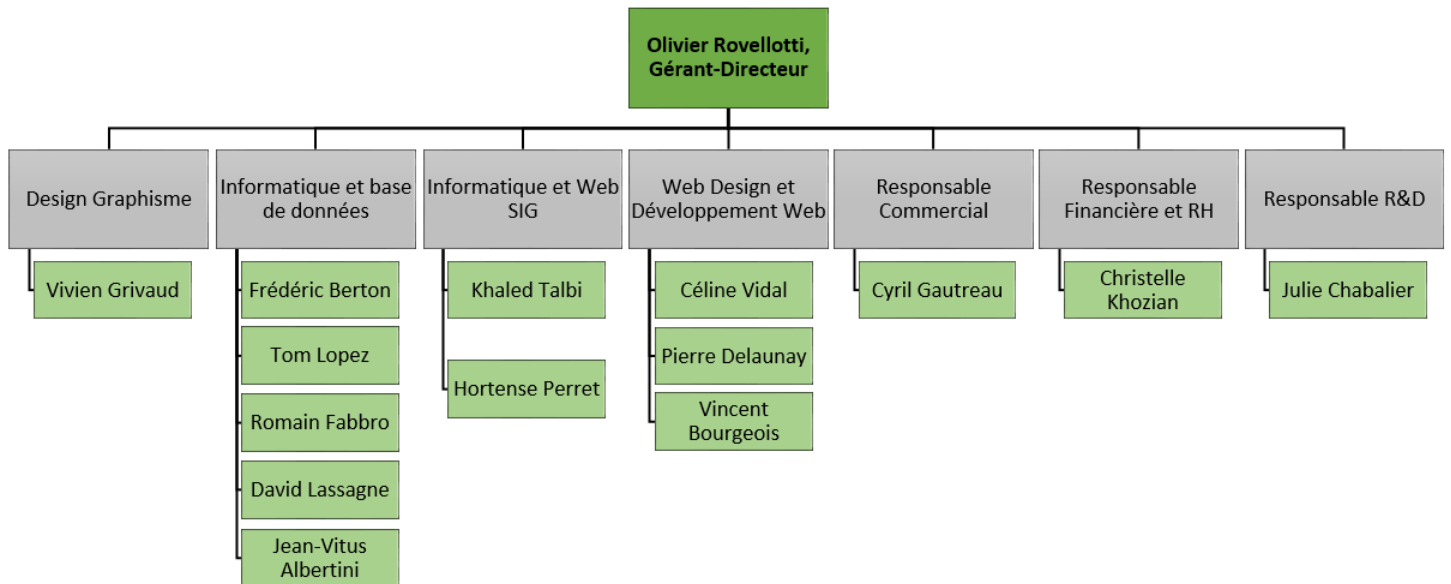 Olivier Rovellotti,
Gérant-Directeur
Design Graphisme
Informatique et base
de données
Informatique et Web
SIG
Web Design et
Développement Web
Responsable
Commercial
Responsable
Financière et RH
Responsable R&D
Vivien Grivaud
Frédéric Berton
Tom Lopez
Romain Fabbro
David Lassagne
Jean-Vitus
Albertini
Khaled Talbi
Hortense Perret
Céline Vidal
Pierre Delaunay
Vincent
Bourgeois
Cyril Gautreau
Christelle
Khozian
Julie Chabalier